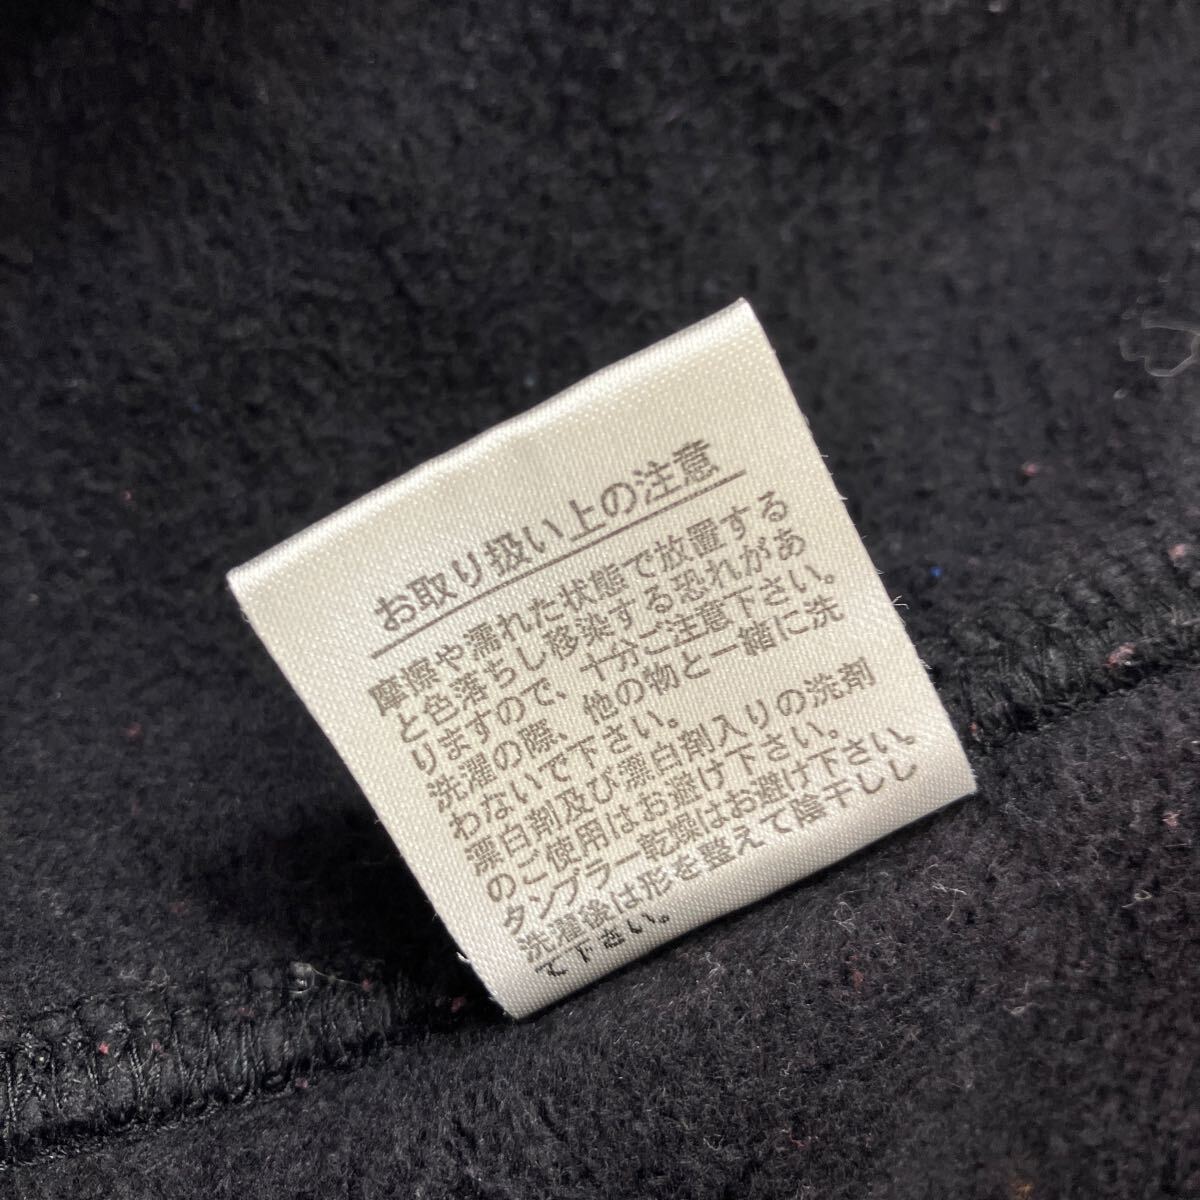 お取り扱い上の注意
摩擦や濡れた状態で放置する
と色落ちし移染する恐れがあ
りますので、十分ご注意下さい。
洗濯の際、他の物と一緒に洗
わないで下さい。
漂白剤及び漂白剤入りの洗剤
のご使用はお避け下さい。
タンブラー乾燥はお避け下さい。
洗濯後は形を整えて陰干しし
て下さい。